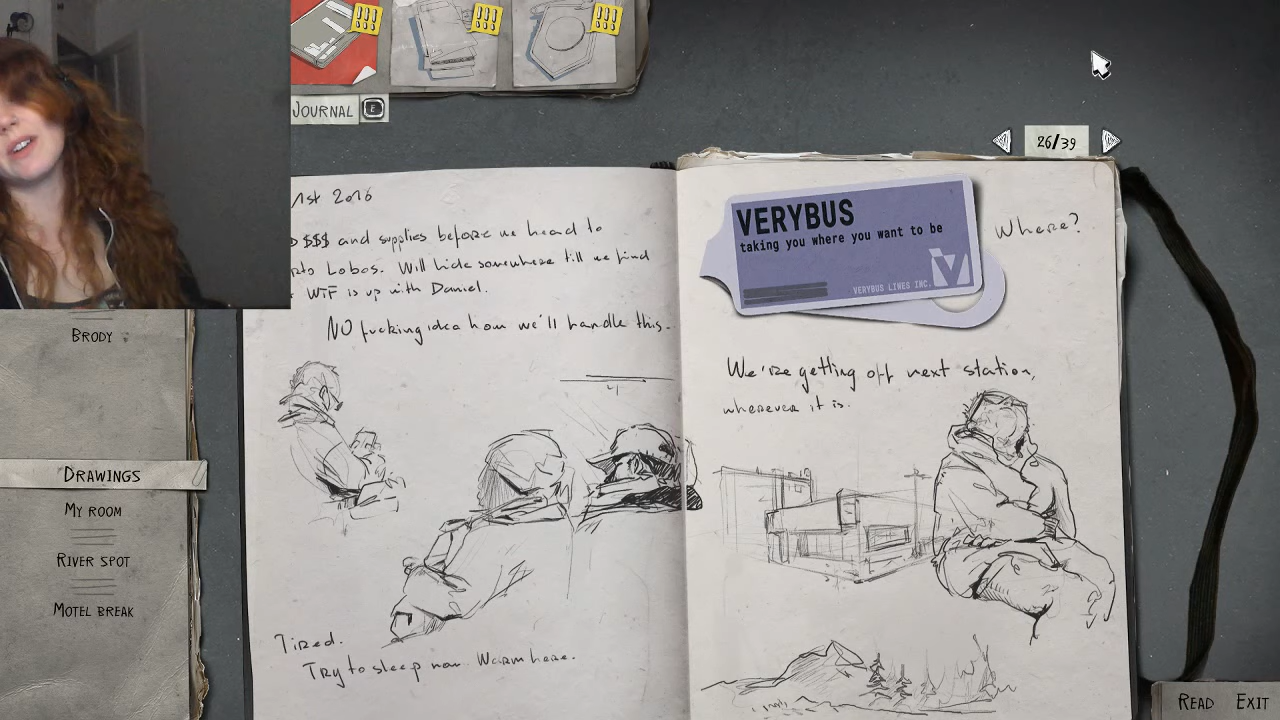 JOURNAL E
26/39
1st 2016
$$$ and supplies before we head to
Lobos. Will hide somewhere till we find
WTF is up with Daniel.
NO fucking idea how we'll handle this.
Tired.
Try to sleep now. Warm here.
VERYBUS
taking you where you want to be
VERYBUS LINES INC.
Where?
We're getting off next station,
wherever it is.
BRODY
DRAWINGS
MY ROOM
RIVER SPOT
MOTEL BREAK
READ EXIT